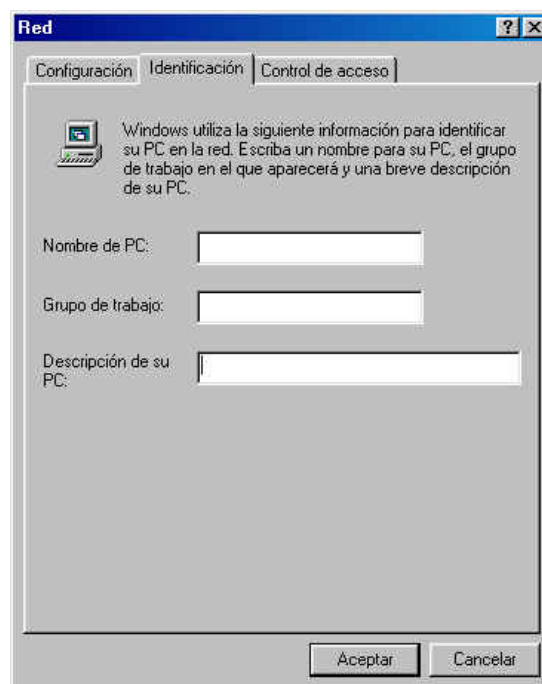 Red
Configuración Identificación Control de acceso
Windows utiliza la siguiente información para identificar
su PC en la red. Escriba un nombre para su PC, el grupo
de trabajo en el que aparecerá y una breve descripción
de su PC.
Nombre de PC:
Grupo de trabajo:
Descripción de su
PC:
Aceptar Cancelar